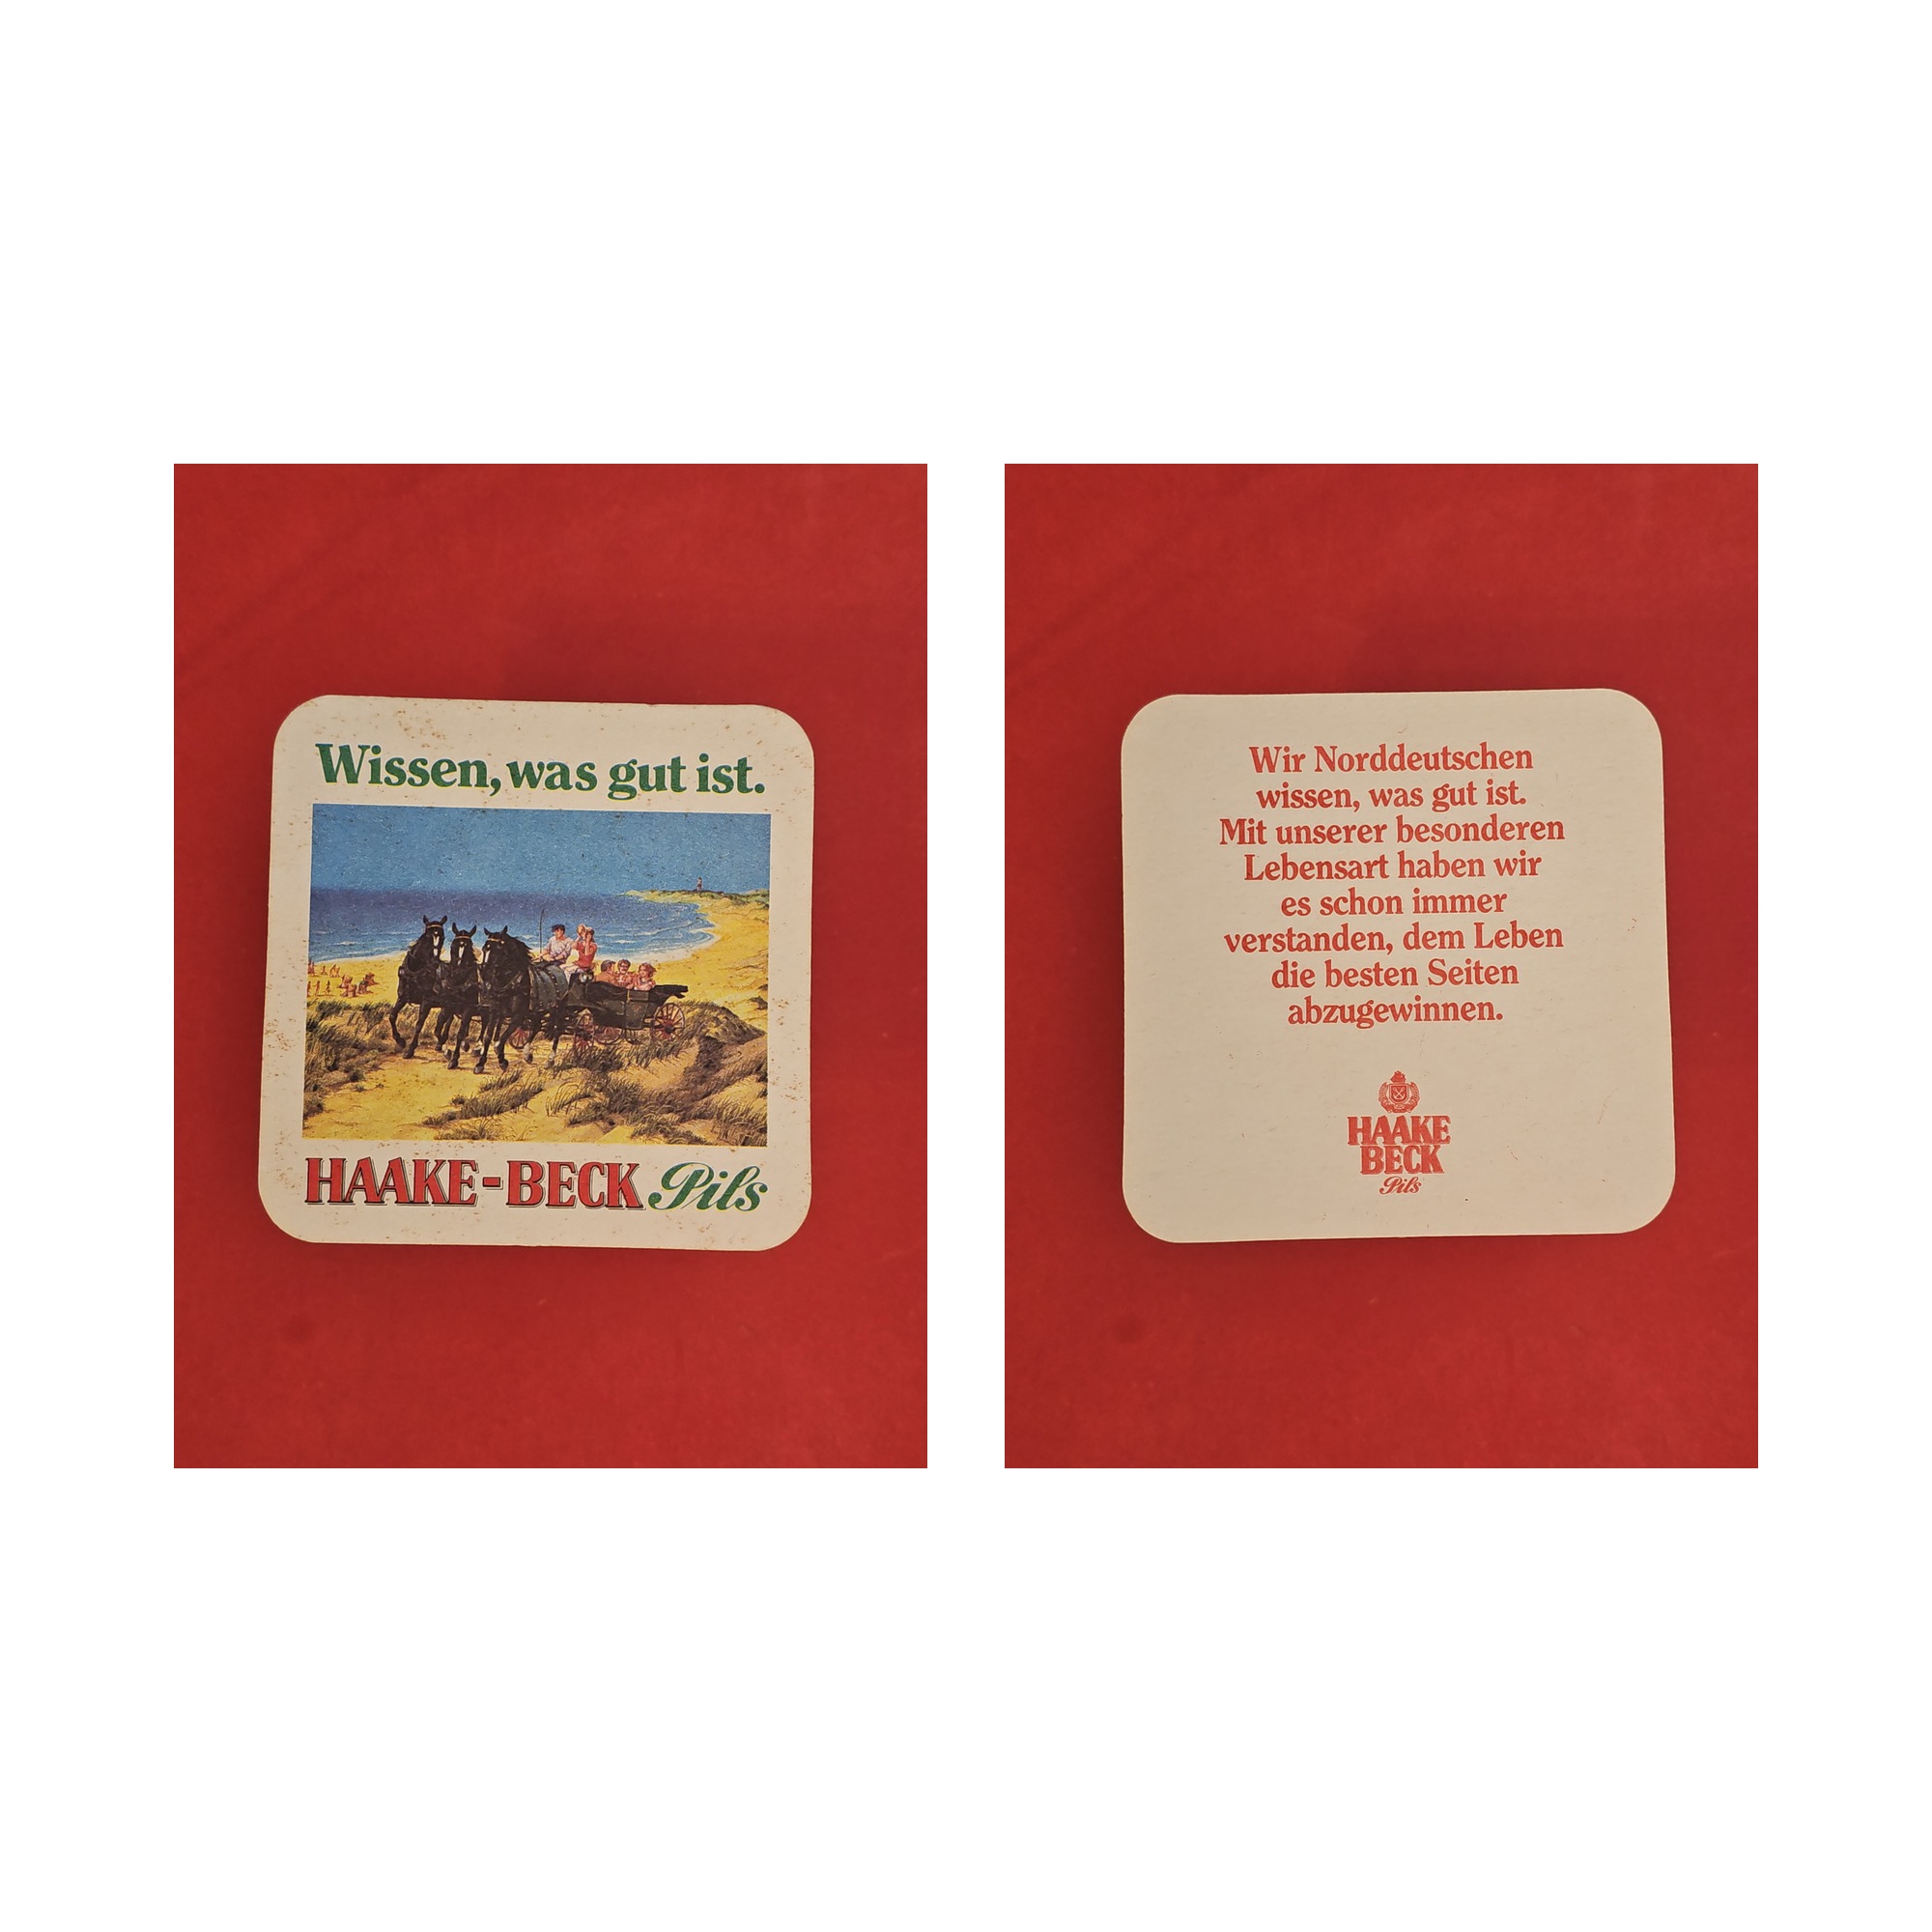 Wissen, was gut ist.
HAAKE-BECK Pils
Wir Norddeutschen
wissen, was gut ist.
Mit unserer besonderen
Lebensart haben wir
es schon immer
verstanden, dem Leben
die besten Seiten
abzugewinnen.
HAAKE
BECK
Pils